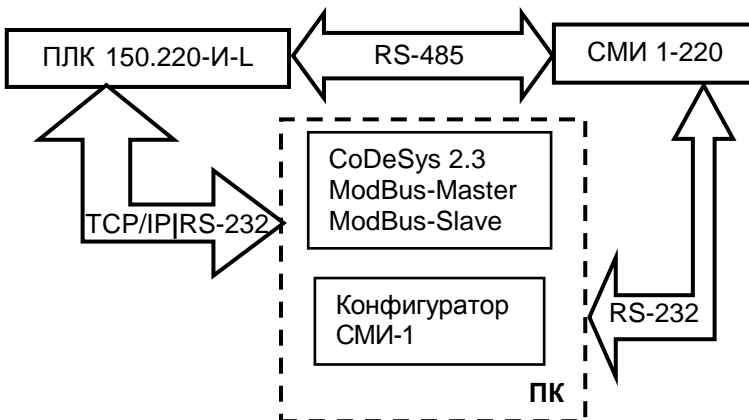 ПЛК 150.220-И-L
RS-485
СМИ 1-220
CoDeSys 2.3
ModBus-Master
ModBus-Slave
TCP/IP|RS-232
Конфигуратор
СМИ-1
RS-232
ПК